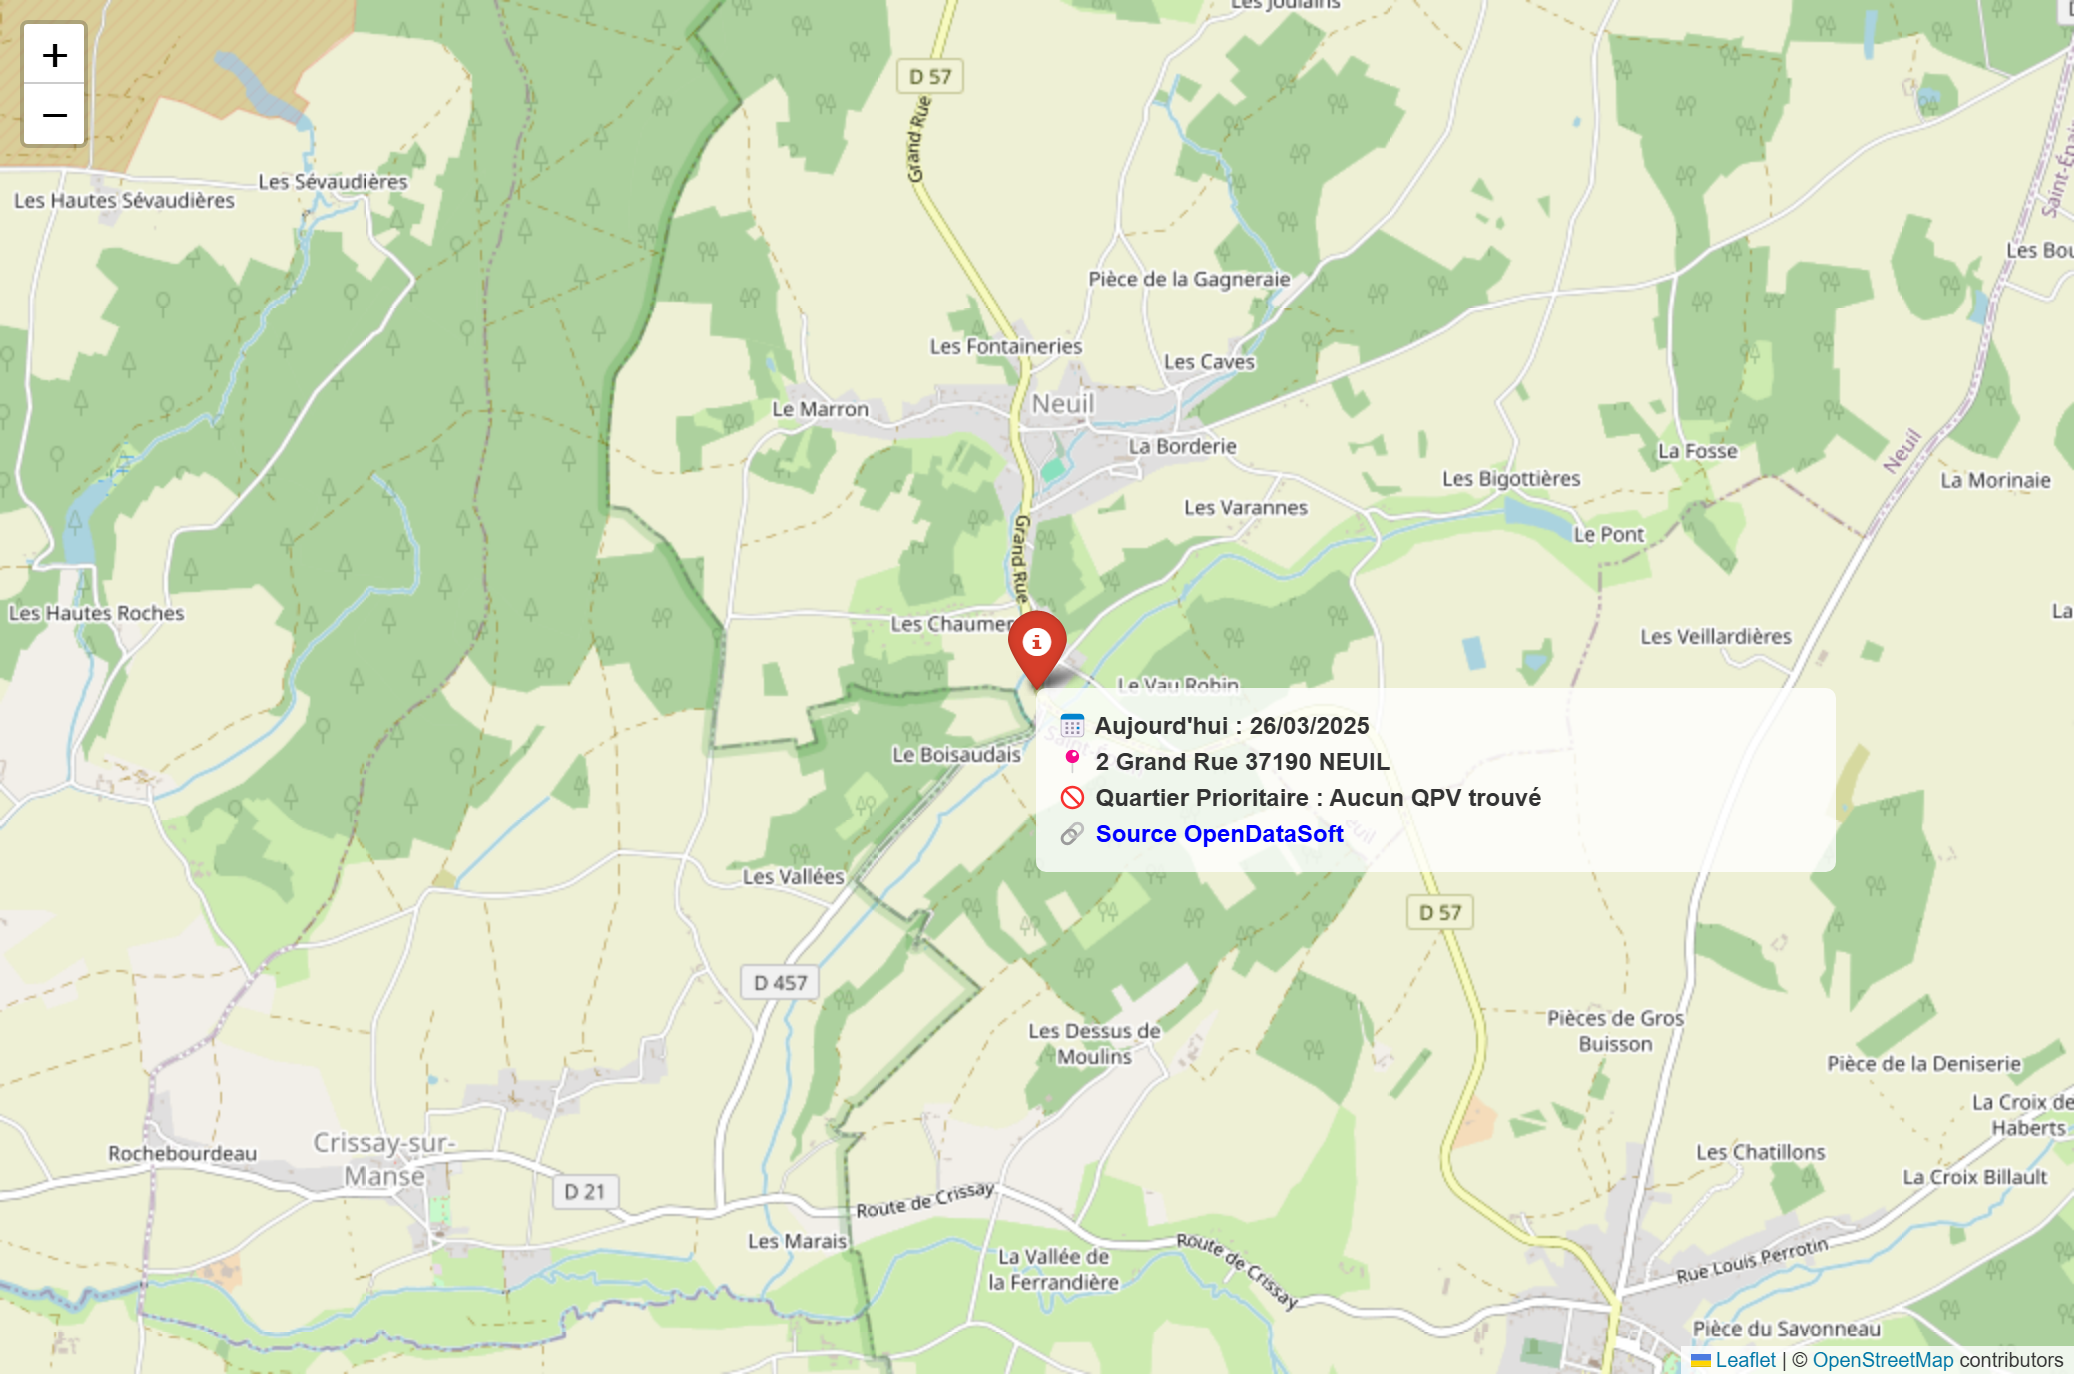 Les Joulains
+
−
D 57
Grand Rue
Les Sévaudières
Les Hautes Sévaudières
Les Bou
Pièce de la Gagneraie
Les Fontaineries
Les Caves
Neuil
Le Marron
La Borderie
Neuil
La Fosse
Les Bigottières
La Morinaie
Les Varannes
Le Pont
Grand Rue
Les Hautes Roches
La
Les Chaumer
Les Veillardières
Le Vau Robin
Aujourd'hui : 26/03/2025
2 Grand Rue 37190 NEUIL
Quartier Prioritaire : Aucun QPV trouvé
Source OpenDataSoft
Le Boisaudais
Les Vallées
D 57
D 457
Les Dessus de
Moulins
Pièces de Gros
Buisson
Pièce de la Deniserie
La Croix de
Haberts
Crissay-sur-
Manse
Rochebourdeau
Les Chatillons
La Croix Billault
D 21
Route de Crissay
Les Marais
Route de Crissay
La Vallée de
la Ferrandière
Rue Louis Perrotin
Pièce du Savonneau
Leaflet | © OpenStreetMap contributors